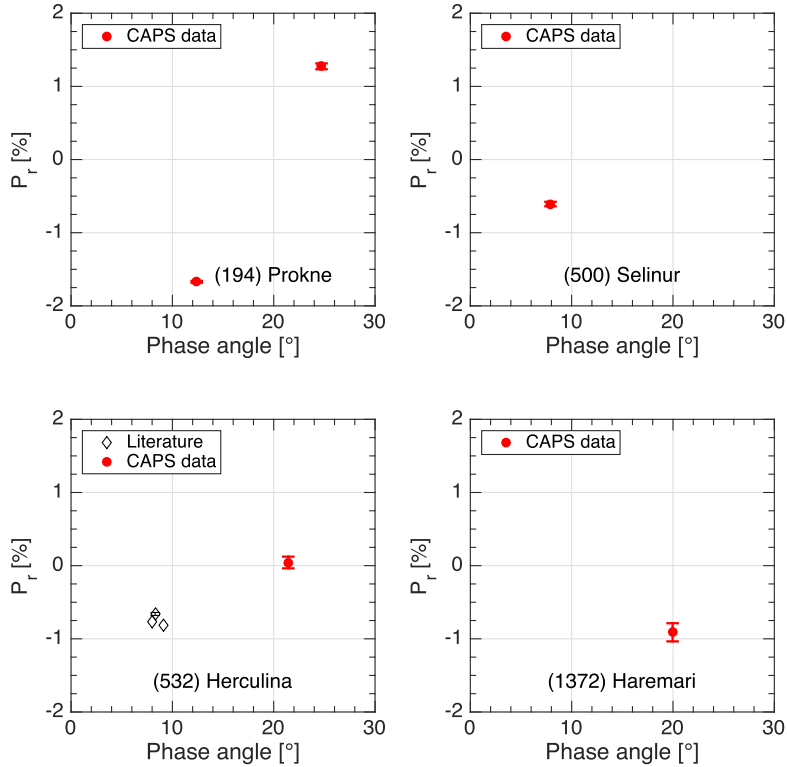 2
1
0
-1
-2
P_r [%]
CAPS data
(194) Prokne
0 10 20 30
Phase angle [°]
2
1
0
-1
-2
P_r [%]
CAPS data
(500) Selinur
0 10 20 30
Phase angle [°]
2
1
0
-1
-2
P_r [%]
Literature
CAPS data
(532) Herculina
0 10 20 30
Phase angle [°]
2
1
0
-1
-2
P_r [%]
CAPS data
(1372) Haremari
0 10 20 30
Phase angle [°]